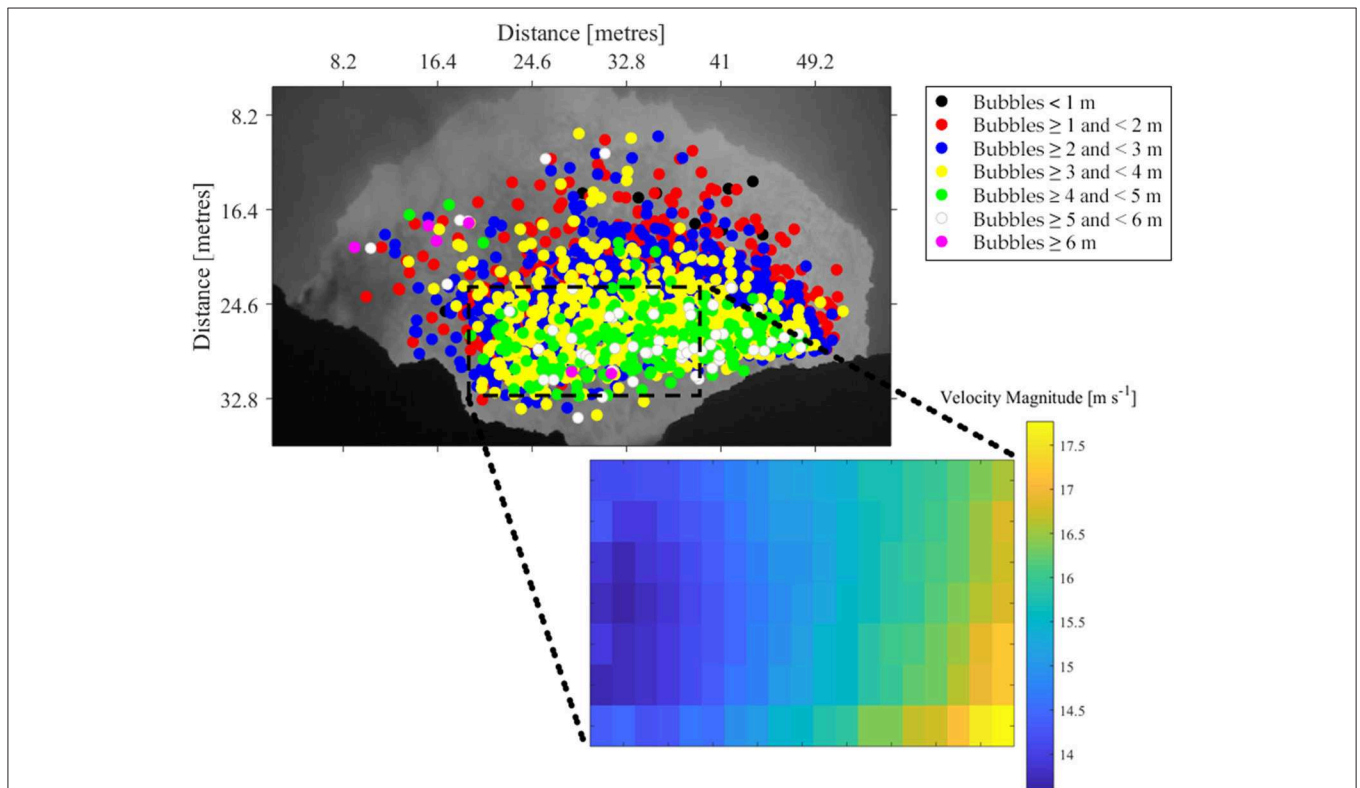 Distance [metres]
8.2 16.4 24.6 32.8 41 49.2
Distance [metres]
8.2
16.4
24.6
32.8
Bubbles < 1 m
Bubbles ≥ 1 and < 2 m
Bubbles ≥ 2 and < 3 m
Bubbles ≥ 3 and < 4 m
Bubbles ≥ 4 and < 5 m
Bubbles ≥ 5 and < 6 m
Bubbles ≥ 6 m
Velocity Magnitude [m s⁻¹]
17.5
17
16.5
16
15.5
15
14.5
14